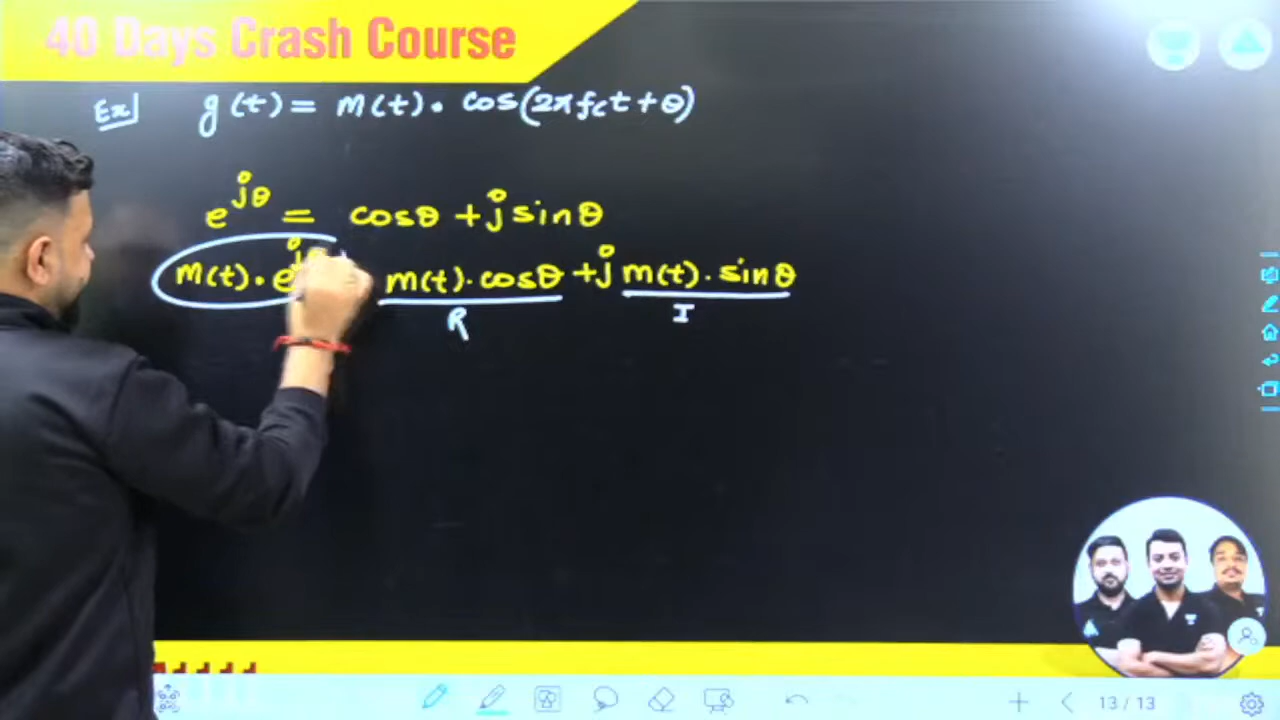 40 Days Crash Course
Ex] g(t) = m(t). cos(2πfct+θ)
e^jθ = cosθ + j sinθ
m(t).e^j m(t).cosθ + j m(t).sinθ
R I
13 / 13